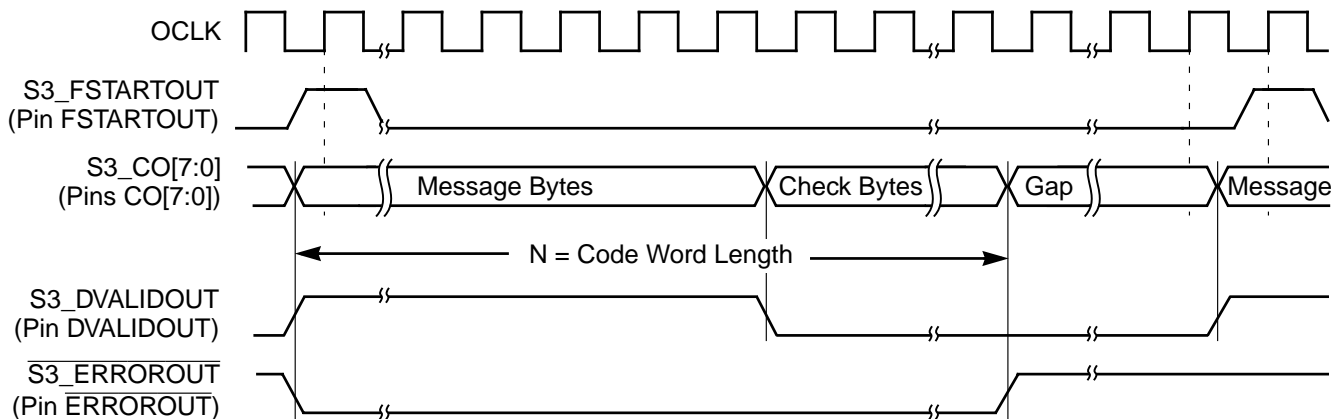 OCLK
S3_FSTARTOUT
(Pin FSTARTOUT)
S3_CO[7:0]
(Pins CO[7:0])
Message Bytes
Check Bytes
Gap
Message
N = Code Word Length
S3_DVALIDOUT
(Pin DVALIDOUT)
S3_ERROROUT
(Pin ERROROUT)